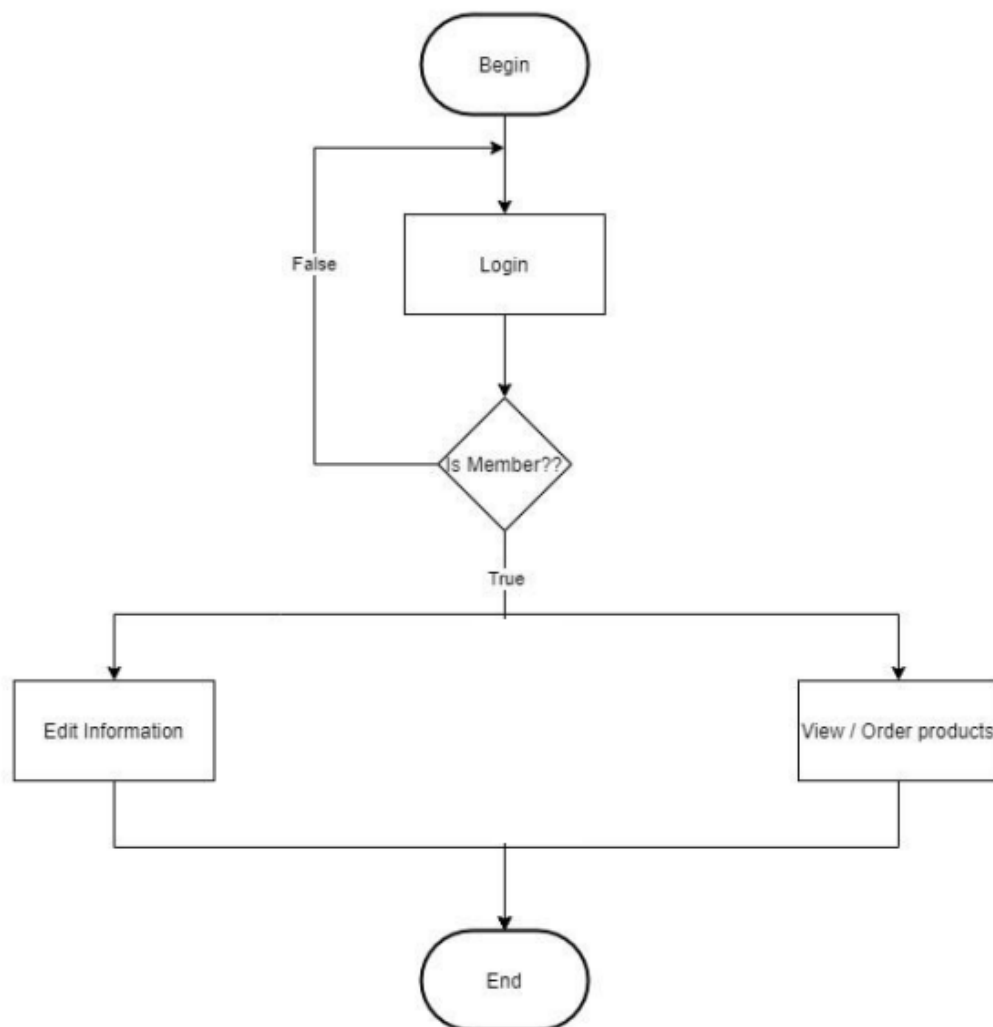 Begin
False
Login
Is Member??
True
Edit Information
View / Order products
End